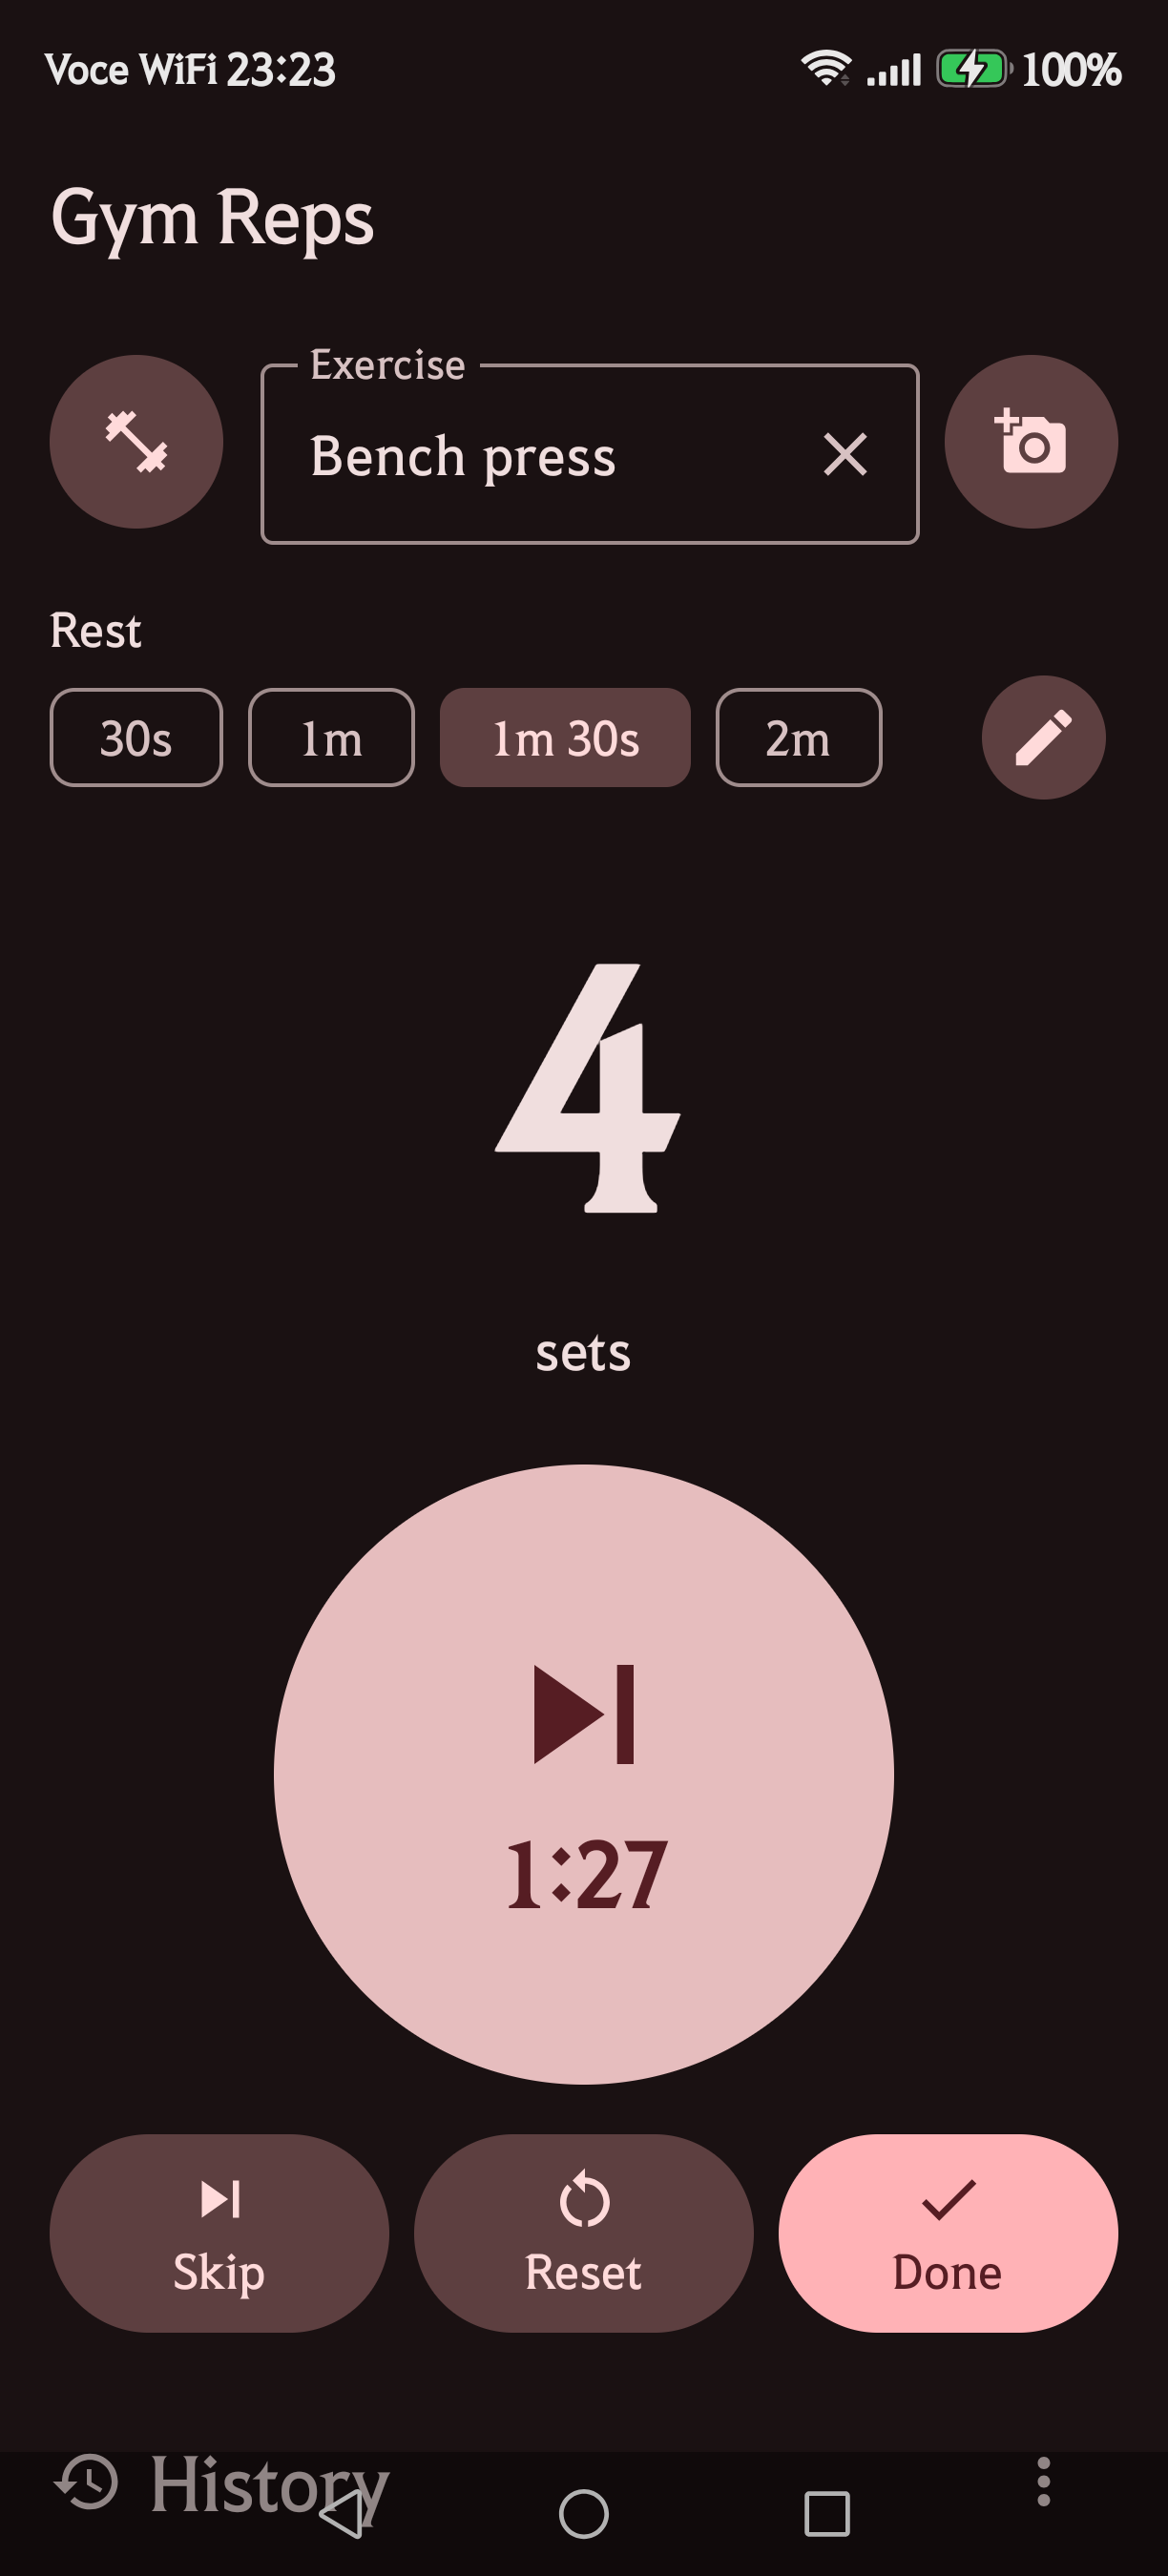 Voce WiFi 23:23 100%
Gym Reps
Exercise
Bench press
Rest
30s 1m 1m 30s 2m
4
sets
1:27
Skip Reset Done
History